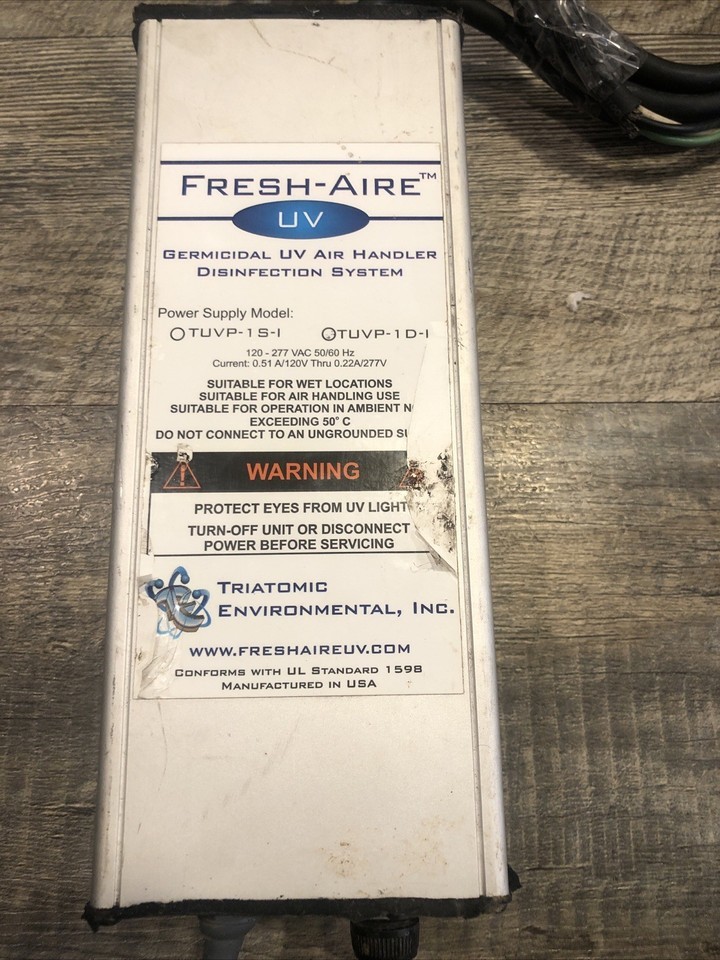 FRESH-AIRE™
UV
GERMICIDAL UV AIR HANDLER
DISINFECTION SYSTEM
Power Supply Model:
TUVP-1S-I TUVP-1D-I
120 - 277 VAC 50/60 Hz
Current: 0.51 A/120V Thru 0.22A/277V
SUITABLE FOR WET LOCATIONS
SUITABLE FOR AIR HANDLING USE
SUITABLE FOR OPERATION IN AMBIENT
EXCEEDING 50° C
DO NOT CONNECT TO AN UNGROUNDED
WARNING
PROTECT EYES FROM UV LIGHT
TURN-OFF UNIT OR DISCONNECT
POWER BEFORE SERVICING
TRIATOMIC
ENVIRONMENTAL, INC.
WWW.FRESHAIREUV.COM
CONFORMS WITH UL STANDARD 1598
MANUFACTURED IN USA